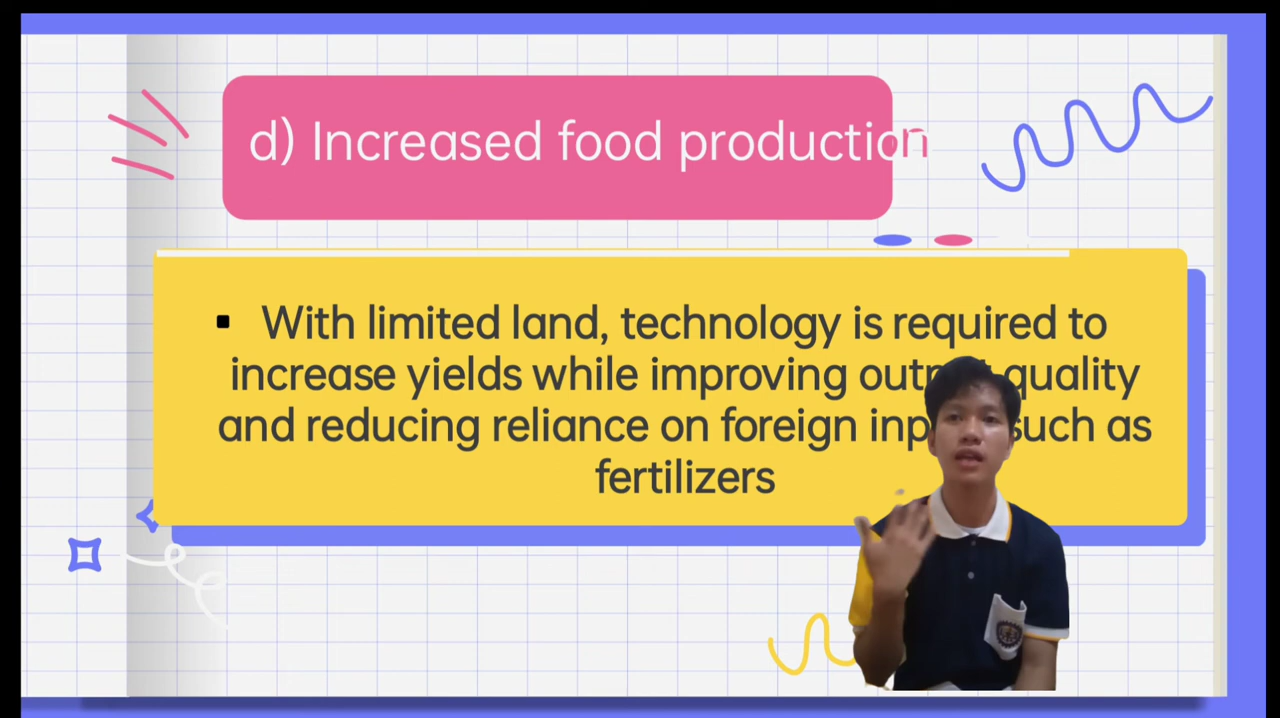 d) Increased food production
▪ With limited land, technology is required to
increase yields while improving quality
and reducing reliance on foreign such as
fertilizers